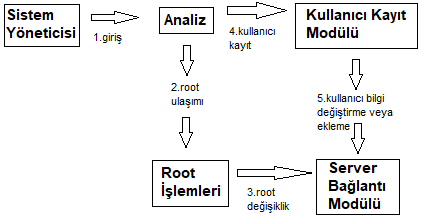 Sistem
Yöneticisi
1.giriş
Analiz
4.kullanıcı
kayıt
Kullanıcı Kayıt
Modülü
2.root
ulaşımı
5.kullanıcı bilgi
değiştirme veya
ekleme
Root
İşlemleri
3.root
değişiklik
Server
Bağlantı
Modülü